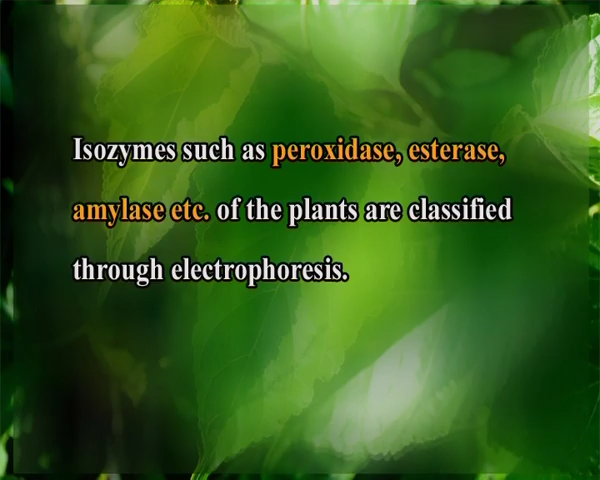 Isozymes such as peroxidase, esterase,
amylase etc. of the plants are classified
through electrophoresis.